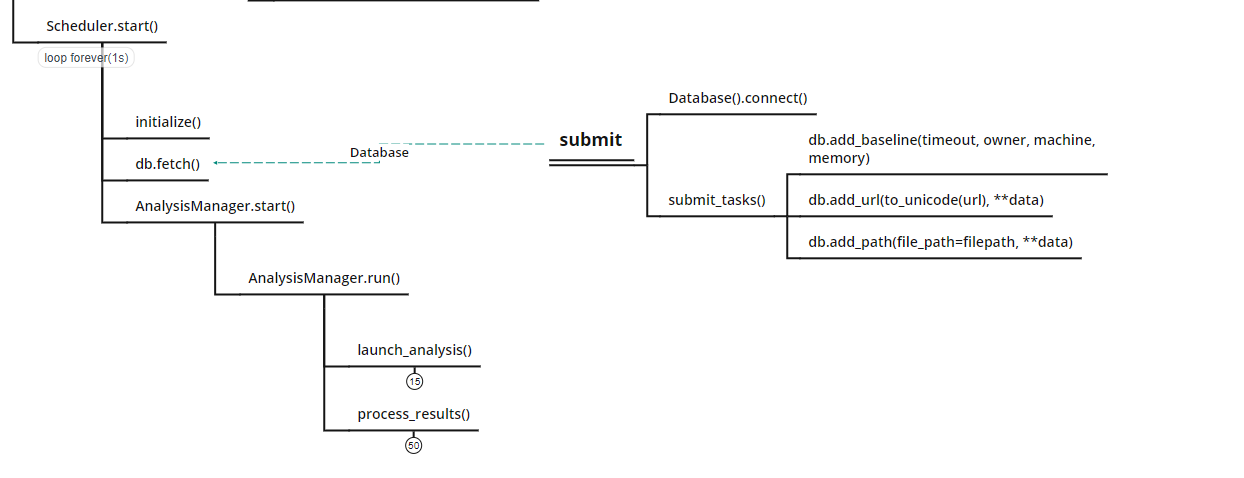 Scheduler.start()
loop forever(1s)
initialize()
db.fetch()
AnalysisManager.start()
AnalysisManager.run()
launch_analysis()
15
process_results()
50
Database
submit
Database().connect()
submit_tasks()
db.add_baseline(timeout, owner, machine,
memory)
db.add_url(to_unicode(url), **data)
db.add_path(file_path=filepath, **data)